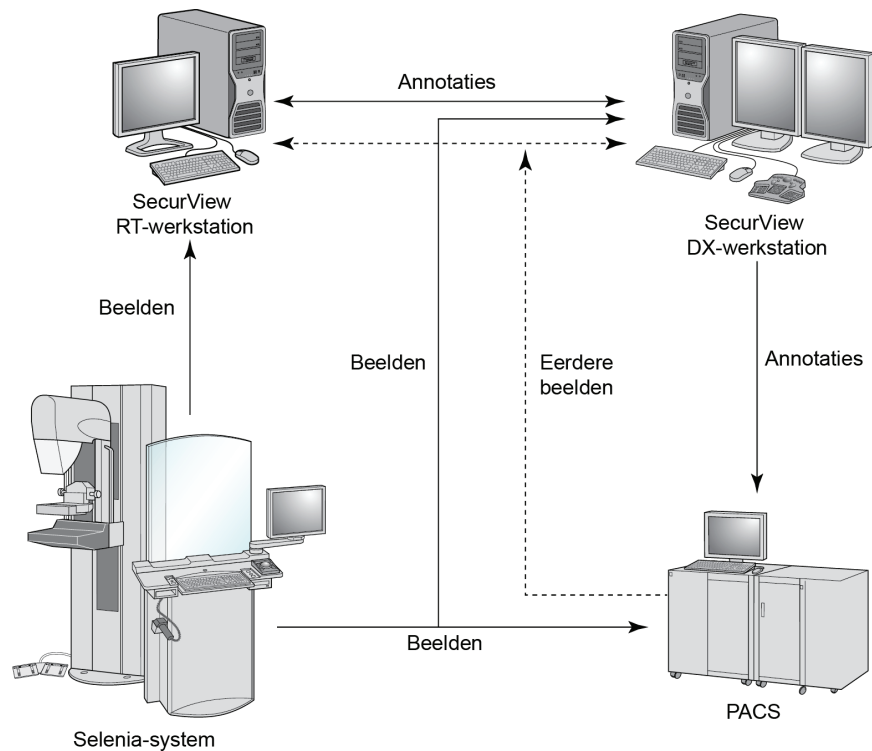 Annotaties
SecurView
RT-werkstation
SecurView
DX-werkstation
Beelden
Beelden
Eerdere
beelden
Annotaties
Beelden
PACS
Selenia-system